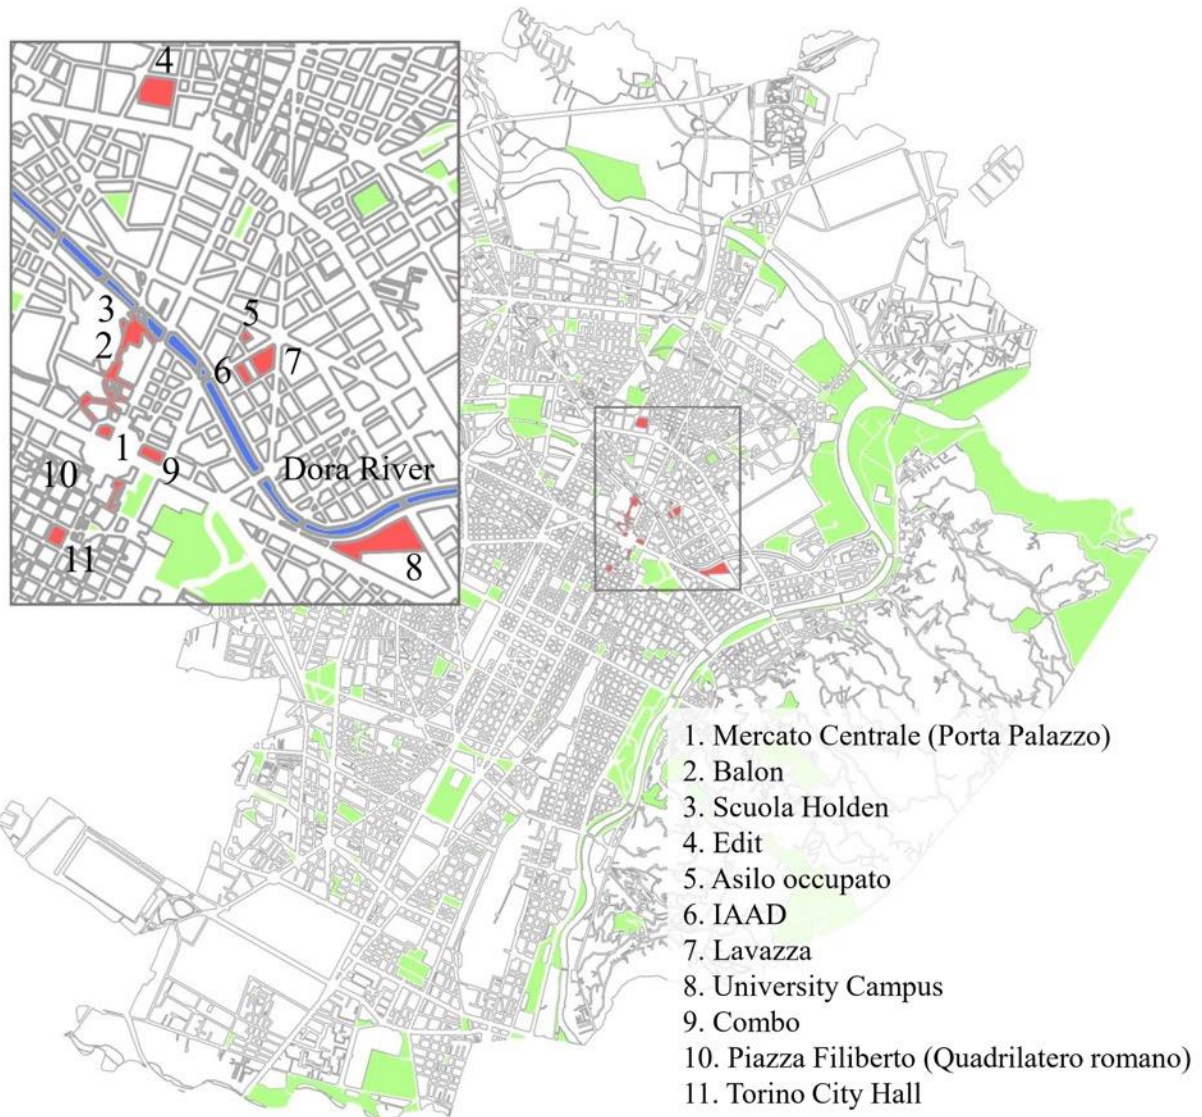 4
3
5
2
7
6
1
10
9
Dora River
11
8
1. Mercato Centrale (Porta Palazzo)
2. Balon
3. Scuola Holden
4. Edit
5. Asilo occupato
6. IAAD
7. Lavazza
8. University Campus
9. Combo
10. Piazza Filiberto (Quadrilatero romano)
11. Torino City Hall